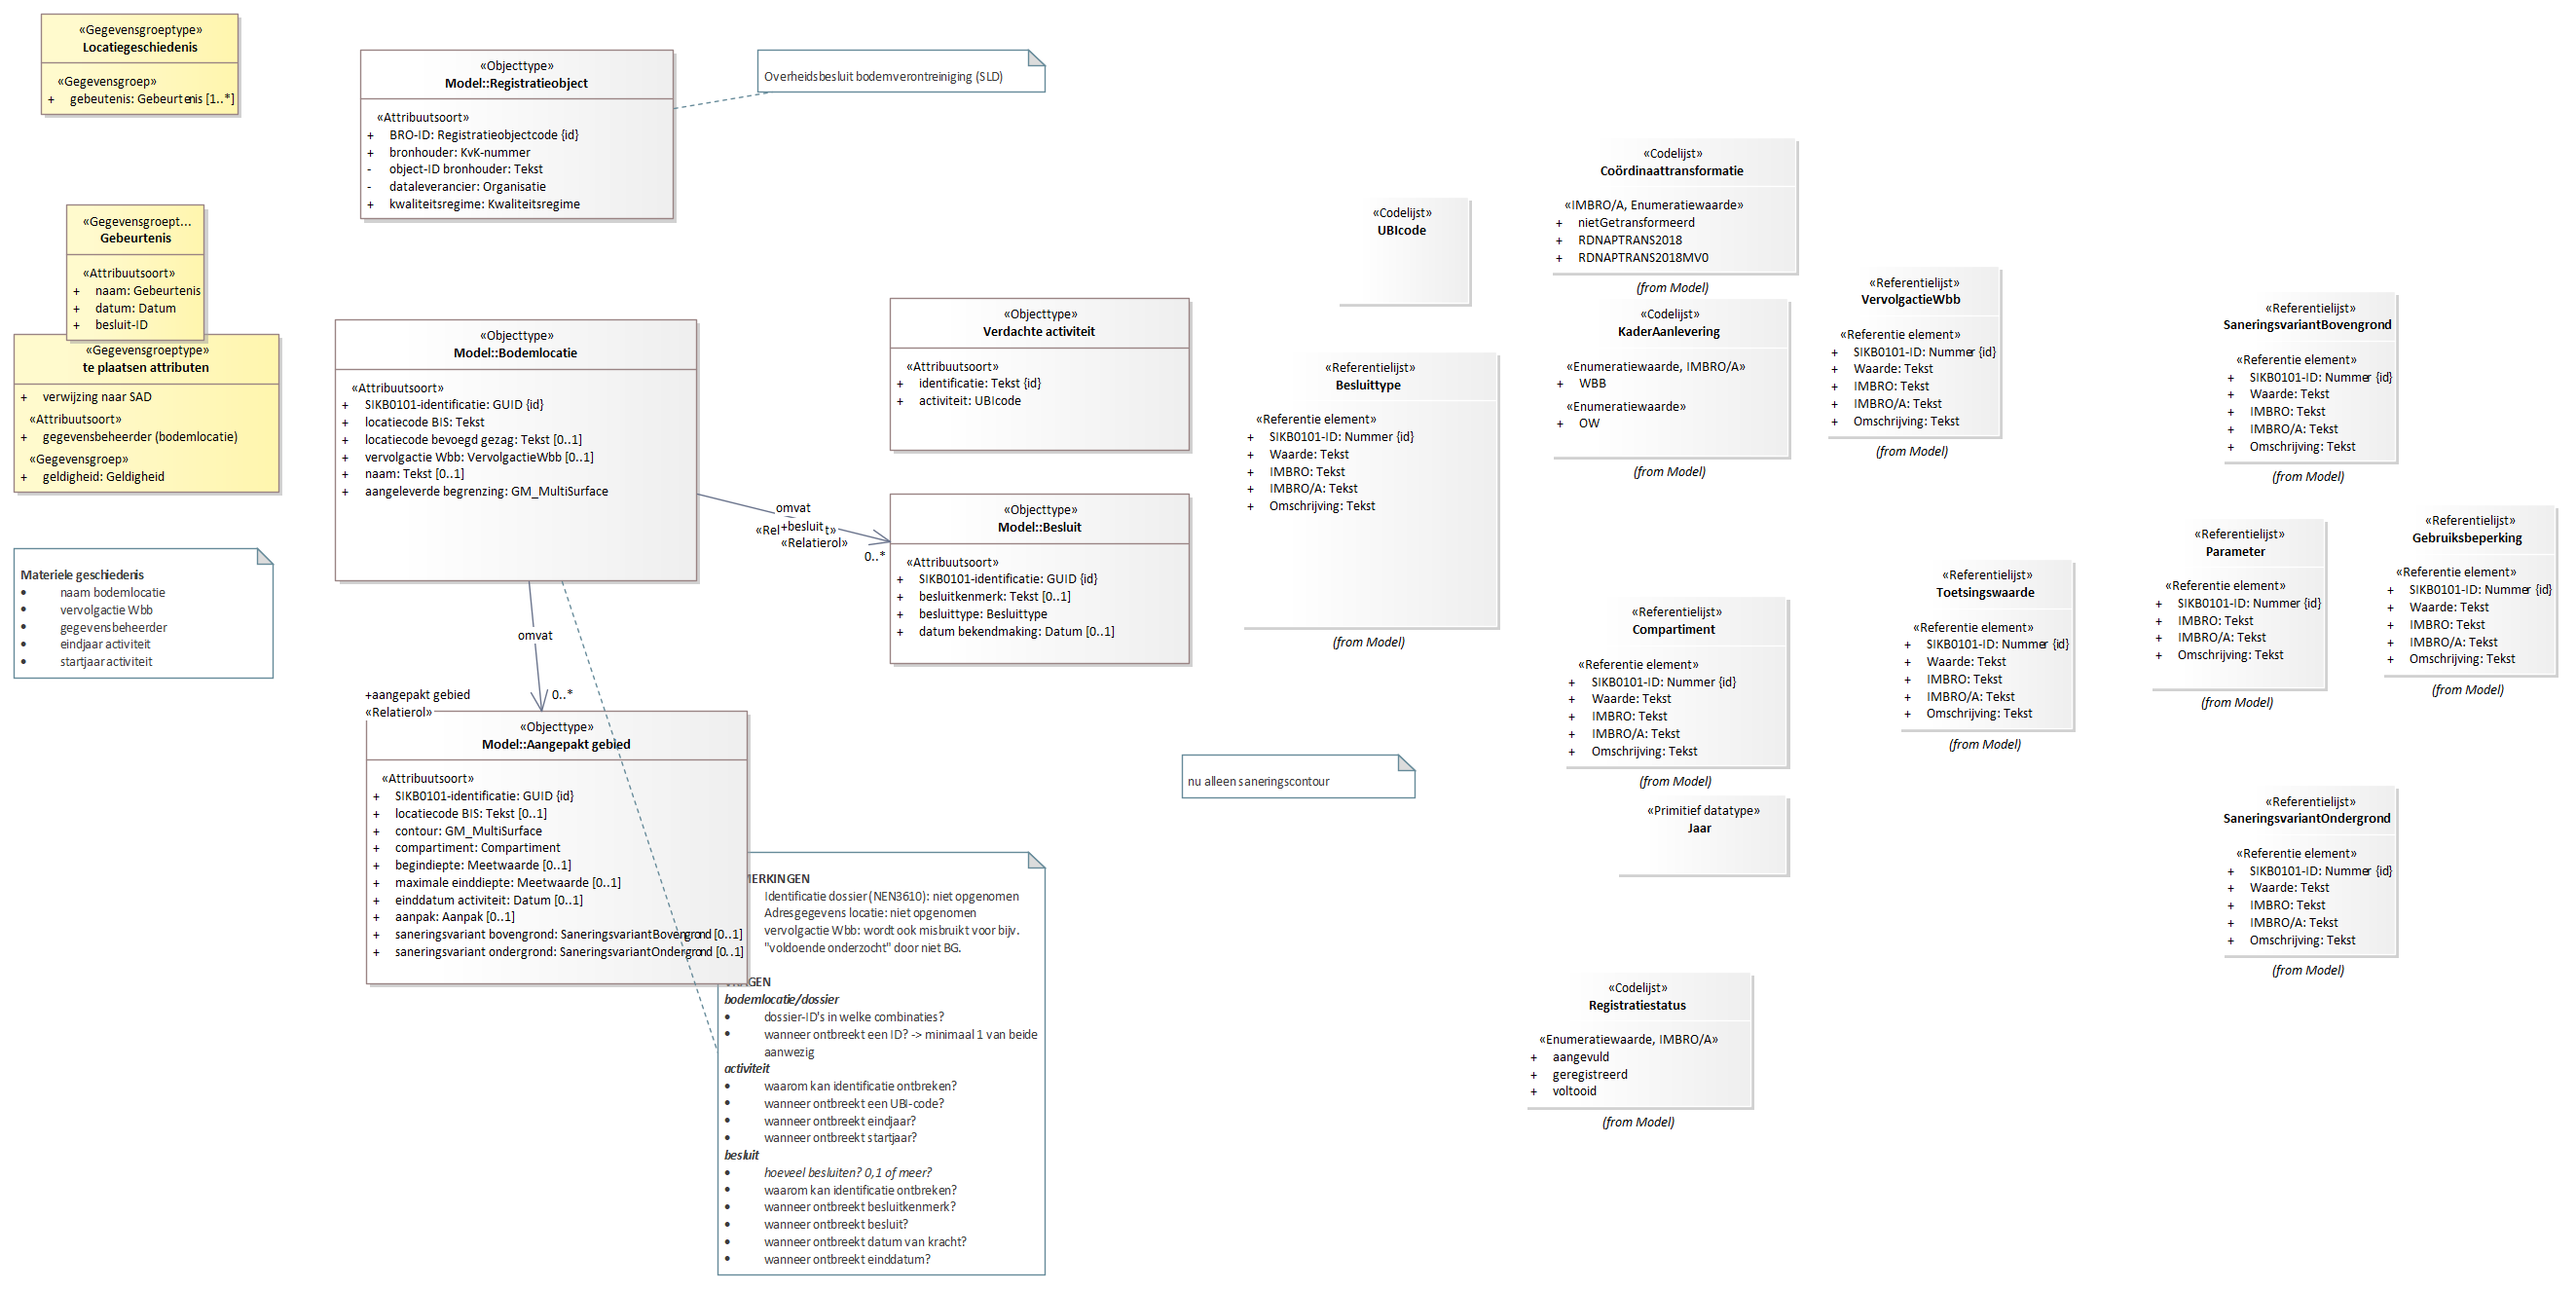 «Gegevensgroeptype»
Locatiegeschiedenis
«Gegevensgroep»
+ gebeutenis: Gebeurtenis [1..*]
«Gegevensgroept...
Gebeurtenis
«Attribuutsoort»
+ naam: Gebeurtenis
+ datum: Datum
+ besluit-ID
«Gegevensgroeptype»
te plaatsen attributen
+ verwijzing naar SAD
«Attribuutsoort»
+ gegevensbeheerder (bodemlocatie)
«Gegevensgroep»
+ geldigheid: Geldigheid
Materiele geschiedenis
• naam bodemlocatie
• vervolgactie Wbb
• gegevensbeheerder
• eindjaar activiteit
• startjaar activiteit
«Objecttype»
Model::Registratieobject
«Attribuutsoort»
+ BRO-ID: Registratieobjectcode {id}
+ bronhouder: KvK-nummer
- object-ID bronhouder: Tekst
- dataleverancier: Organisatie
+ kwaliteitsregime: Kwaliteitsregime
Overheidsbesluit bodemverontreiniging (SLD)
«Objecttype»
Model::Bodemlocatie
«Attribuutsoort»
+ SIKB0101-identificatie: GUID {id}
+ locatiecode BIS: Tekst
+ locatiecode bevoegd gezag: Tekst [0..1]
+ vervolgactie Wbb: VervolgactieWbb [0..1]
+ naam: Tekst [0..1]
+ aangeleverde begrenzing: GM_MultiSurface
omvat
+besluit
«Relatierol»
0..*
omvat
0..*
+aangepakt gebied
«Relatierol»
«Objecttype»
Verdachte activiteit
«Attribuutsoort»
+ identificatie: Tekst {id}
+ activiteit: UBIcode
«Objecttype»
Model::Besluit
«Attribuutsoort»
+ SIKB0101-identificatie: GUID {id}
+ besluitkenmerk: Tekst [0..1]
+ besluittype: Besluittype
+ datum bekendmaking: Datum [0..1]
«Objecttype»
Model::Aangepakt gebied
«Attribuutsoort»
+ SIKB0101-identificatie: GUID {id}
+ locatiecode BIS: Tekst [0..1]
+ contour: GM_MultiSurface
+ compartiment: Compartiment
+ begindiepte: Meetwaarde [0..1]
+ maximale einddiepte: Meetwaarde [0..1]
+ einddatum activiteit: Datum [0..1]
+ aanpak: Aanpak [0..1]
+ saneringsvariant bovengrond: SaneringsvariantBovengrond [0..1]
+ saneringsvariant ondergrond: SaneringsvariantOndergrond [0..1]
MERKINGEN
Identificatie dossier (NEN3610): niet opgenomen
Adresgegevens locatie: niet opgenomen
vervolgactie Wbb: wordt ook misbruikt voor bijv.
"voldoende onderzocht" door niet BG.
VRAGEN
bodemlocatie/dossier
• dossier-ID's in welke combinaties?
• wanneer ontbreekt een ID? -> minimaal 1 van beide
aanwezig
activiteit
• waarom kan identificatie ontbreken?
• wanneer ontbreekt een UBI-code?
• wanneer ontbreekt eindjaar?
• wanneer ontbreekt startjaar?
besluit
• hoeveel besluiten? 0,1 of meer?
• waarom kan identificatie ontbreken?
• wanneer ontbreekt besluitkenmerk?
• wanneer ontbreekt besluit?
• wanneer ontbreekt datum van kracht?
• wanneer ontbreekt einddatum?
nu alleen saneringscontour
«Codelijst»
UBIcode
«Referentielijst»
Besluittype
«Referentie element»
+ SIKB0101-ID: Nummer {id}
+ Waarde: Tekst
+ IMBRO: Tekst
+ IMBRO/A: Tekst
+ Omschrijving: Tekst
(from Model)
«Codelijst»
Coördinaattransformatie
«IMBRO/A, Enumeratiewaarde»
+ nietGetransformeerd
+ RDNAPTRANS2018
+ RDNAPTRANS2018MV0
(from Model)
«Codelijst»
KaderAanlevering
«Enumeratiewaarde, IMBRO/A»
+ WBB
«Enumeratiewaarde»
+ OW
(from Model)
«Referentielijst»
VervolgactieWbb
«Referentie element»
+ SIKB0101-ID: Nummer {id}
+ Waarde: Tekst
+ IMBRO: Tekst
+ IMBRO/A: Tekst
+ Omschrijving: Tekst
(from Model)
«Referentielijst»
SaneringsvariantBovengrond
«Referentie element»
+ SIKB0101-ID: Nummer {id}
+ Waarde: Tekst
+ IMBRO: Tekst
+ IMBRO/A: Tekst
+ Omschrijving: Tekst
(from Model)
«Referentielijst»
Compartiment
«Referentie element»
+ SIKB0101-ID: Nummer {id}
+ Waarde: Tekst
+ IMBRO: Tekst
+ IMBRO/A: Tekst
+ Omschrijving: Tekst
(from Model)
«Referentielijst»
Toetsingswaarde
«Referentie element»
+ SIKB0101-ID: Nummer {id}
+ Waarde: Tekst
+ IMBRO: Tekst
+ IMBRO/A: Tekst
+ Omschrijving: Tekst
(from Model)
«Referentielijst»
Parameter
«Referentie element»
+ SIKB0101-ID: Nummer {id}
+ IMBRO: Tekst
+ IMBRO/A: Tekst
+ Omschrijving: Tekst
(from Model)
«Referentielijst»
Gebruiksbeperking
«Referentie element»
+ SIKB0101-ID: Nummer {id}
+ Waarde: Tekst
+ IMBRO: Tekst
+ IMBRO/A: Tekst
+ Omschrijving: Tekst
(from Model)
«Primitief datatype»
Jaar
«Referentielijst»
SaneringsvariantOndergrond
«Referentie element»
+ SIKB0101-ID: Nummer {id}
+ Waarde: Tekst
+ IMBRO: Tekst
+ IMBRO/A: Tekst
+ Omschrijving: Tekst
(from Model)
«Codelijst»
Registratiestatus
«Enumeratiewaarde, IMBRO/A»
+ aangevuld
+ geregistreerd
+ voltooid
(from Model)